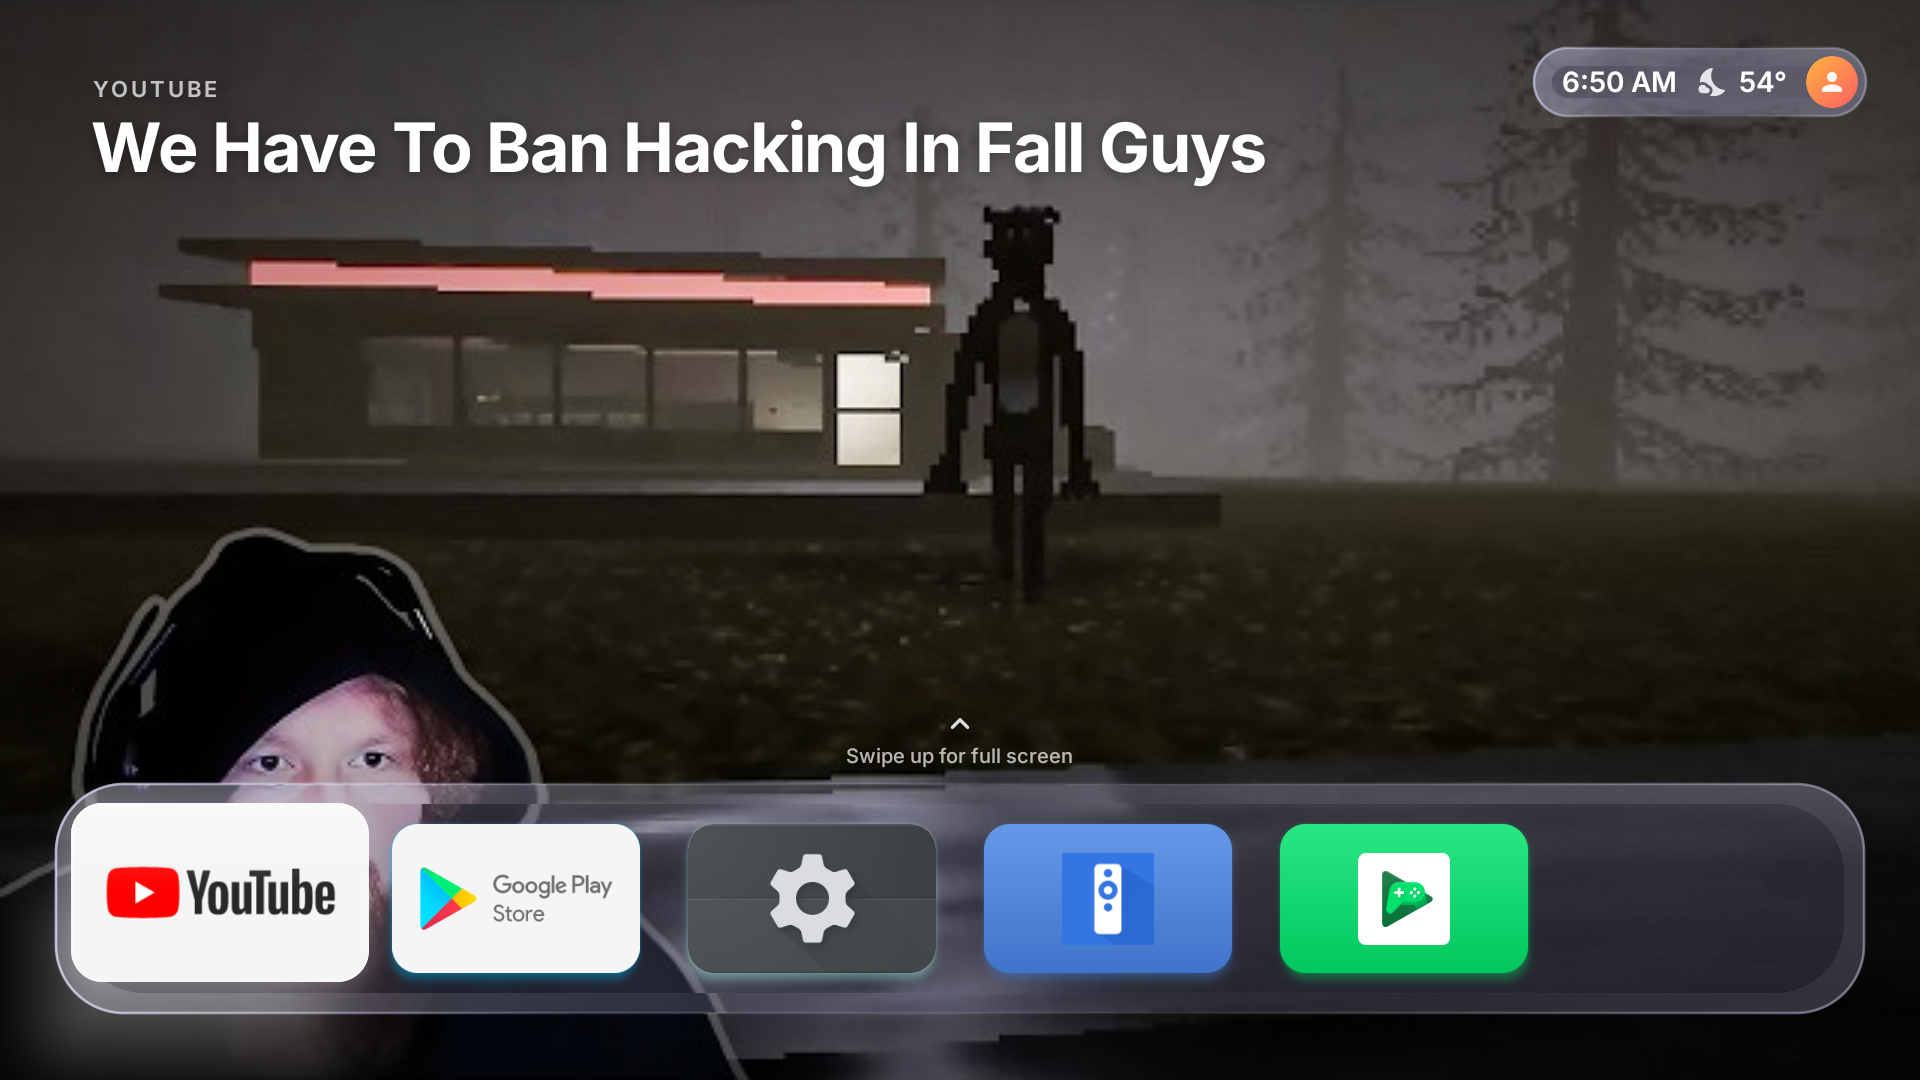 YOUTUBE
We Have To Ban Hacking In Fall Guys
6:50 AM 54°
Swipe up for full screen
YouTube
Google Play
Store